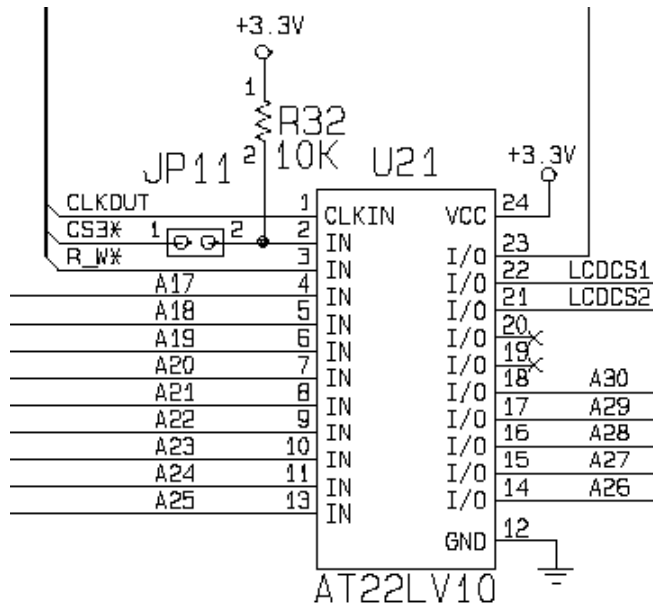 +3.3V
1
R32
2 10K
JP11 U21 +3.3V
CLKOUT 1 CLKIN VCC 24
CS3* 1 2 2 IN
R_W* 3 IN I/O 23
A17 4 IN I/O 22 LCDCS1
A18 5 IN I/O 21 LCDCS2
A19 6 IN I/O 20
A20 7 IN I/O 19
A21 8 IN I/O 18 A30
A22 9 IN I/O 17 A29
A23 10 IN I/O 16 A28
A24 11 IN I/O 15 A27
A25 13 IN I/O 14 A26
GND 12
AT22LV10